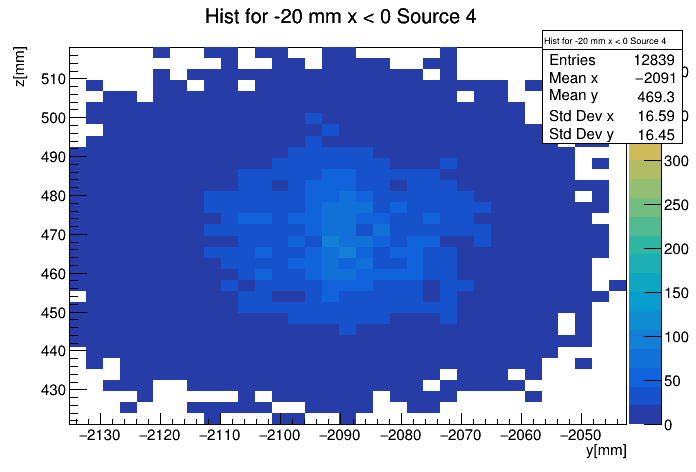 Hist for -20 mm x < 0 Source 4
z[mm]
Hist for -20 mm x < 0 Source 4
Entries 12839
Mean x −2091
Mean y 469.3
Std Dev x 16.59
Std Dev y 16.45
510
500
490
480
470
460
450
440
430
−2130 −2120 −2110 −2100 −2090 −2080 −2070 −2060 −2050
y[mm]
300
250
200
150
100
50
0